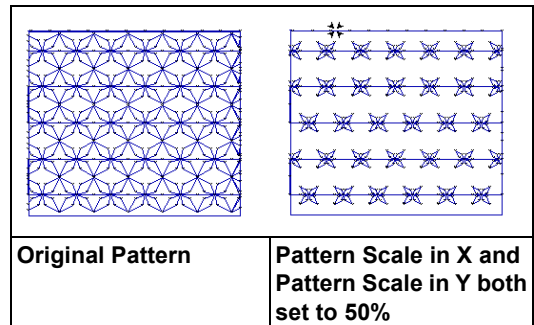 Original Pattern
Pattern Scale in X and
Pattern Scale in Y both
set to 50%